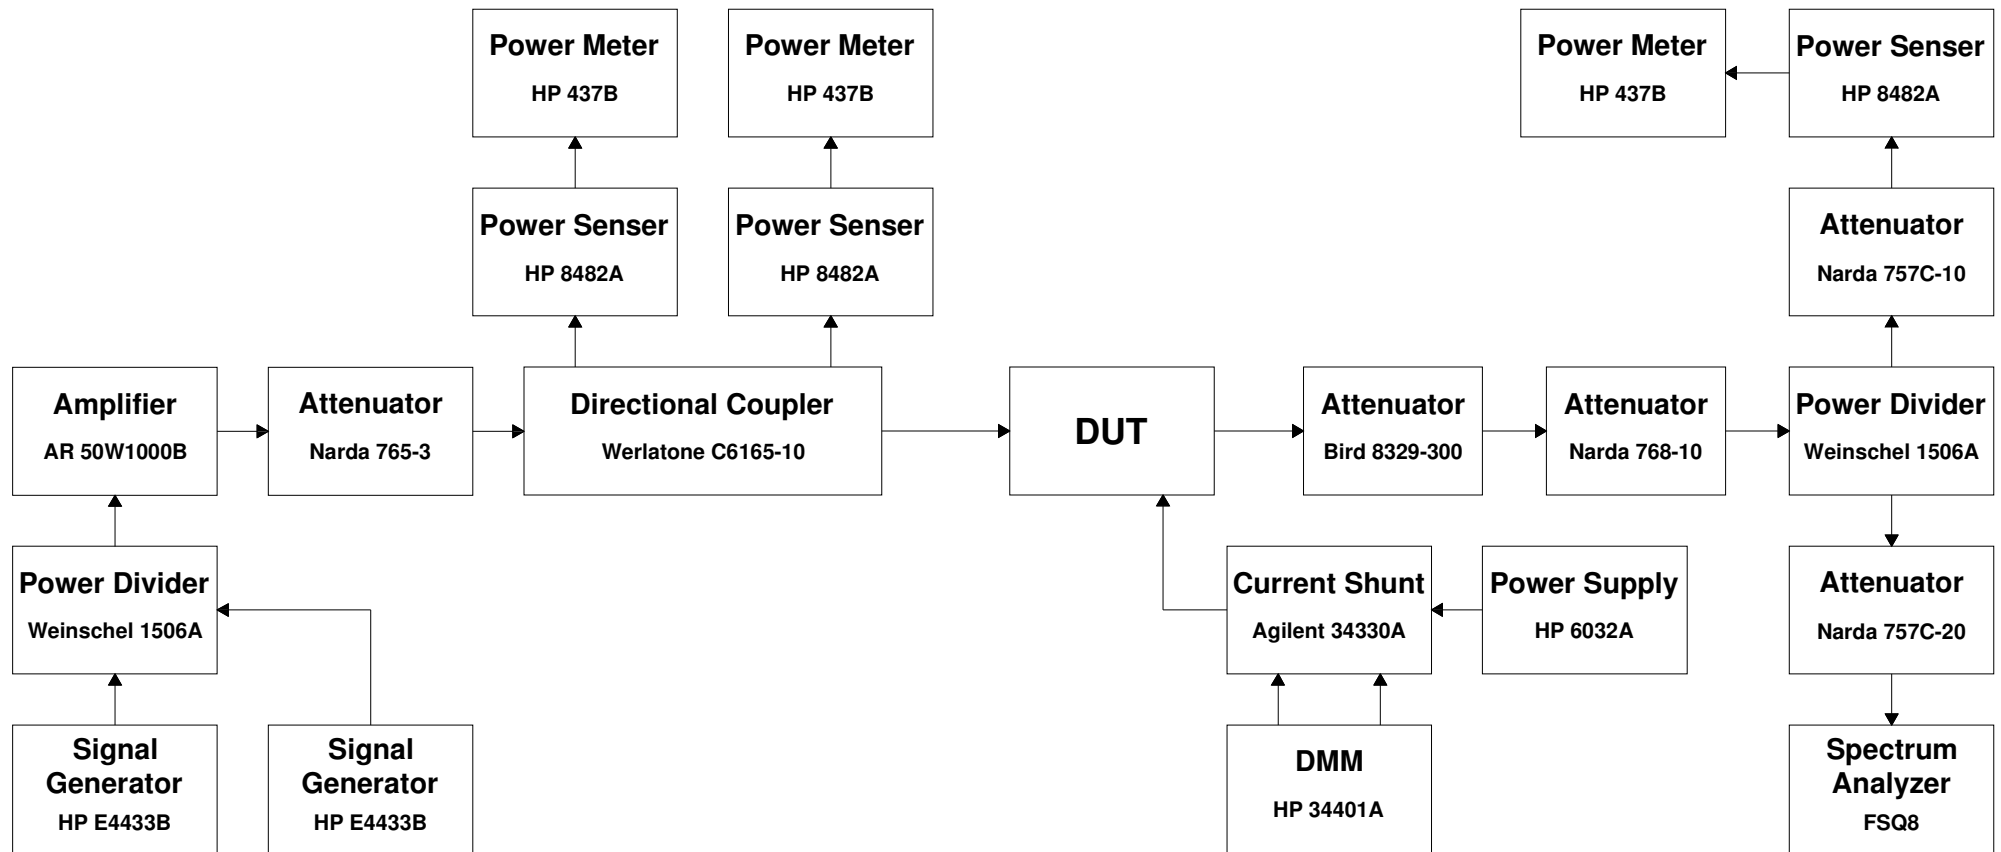 Power Meter
HP 437B
Power Meter
HP 437B
Power Meter
HP 437B
Power Senser
HP 8482A
Power Senser
HP 8482A
Power Senser
HP 8482A
Attenuator
Narda 757C-10
Amplifier
AR 50W1000B
Attenuator
Narda 765-3
Directional Coupler
Werlatone C6165-10
DUT
Attenuator
Bird 8329-300
Attenuator
Narda 768-10
Power Divider
Weinschel 1506A
Power Divider
Weinschel 1506A
Current Shunt
Agilent 34330A
Power Supply
HP 6032A
Attenuator
Narda 757C-20
Signal
Generator
HP E4433B
Signal
Generator
HP E4433B
DMM
HP 34401A
Spectrum
Analyzer
FSQ8